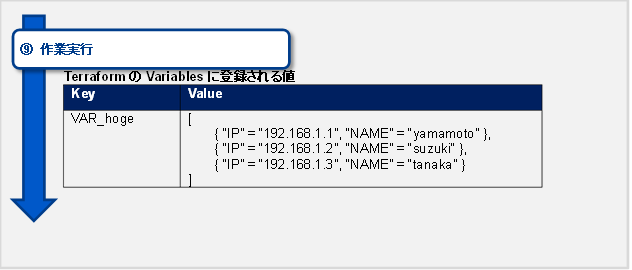 ⑨ 作業実行
Terraform の Variables に登録される値
Key Value
VAR_hoge [
{ "IP" = "192.168.1.1", "NAME" = "yamamoto" },
{ "IP" = "192.168.1.2", "NAME" = "suzuki" },
{ "IP" = "192.168.1.3", "NAME" = "tanaka" }
]